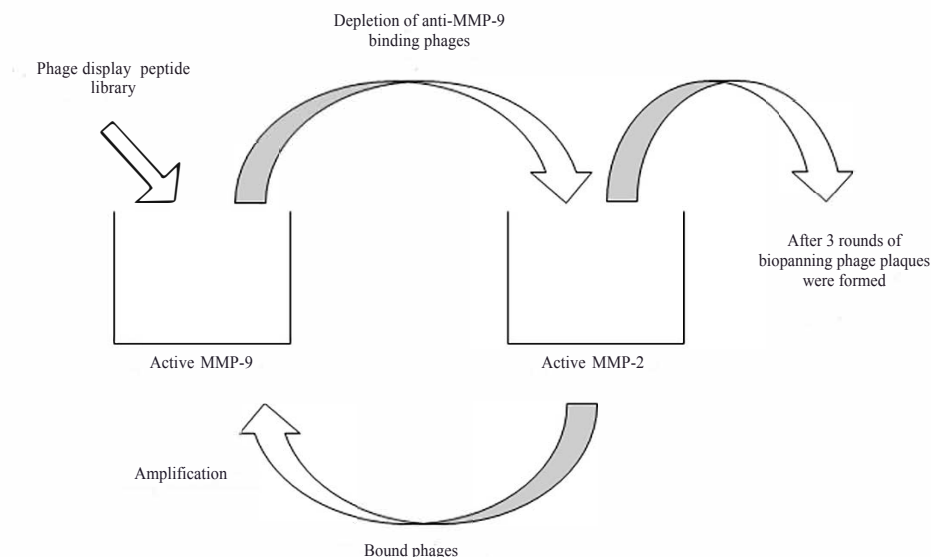 Depletion of anti-MMP-9
binding phages
Phage display peptide
library
After 3 rounds of
biopanning phage plaques
were formed
Active MMP-9
Active MMP-2
Amplification
Bound phages